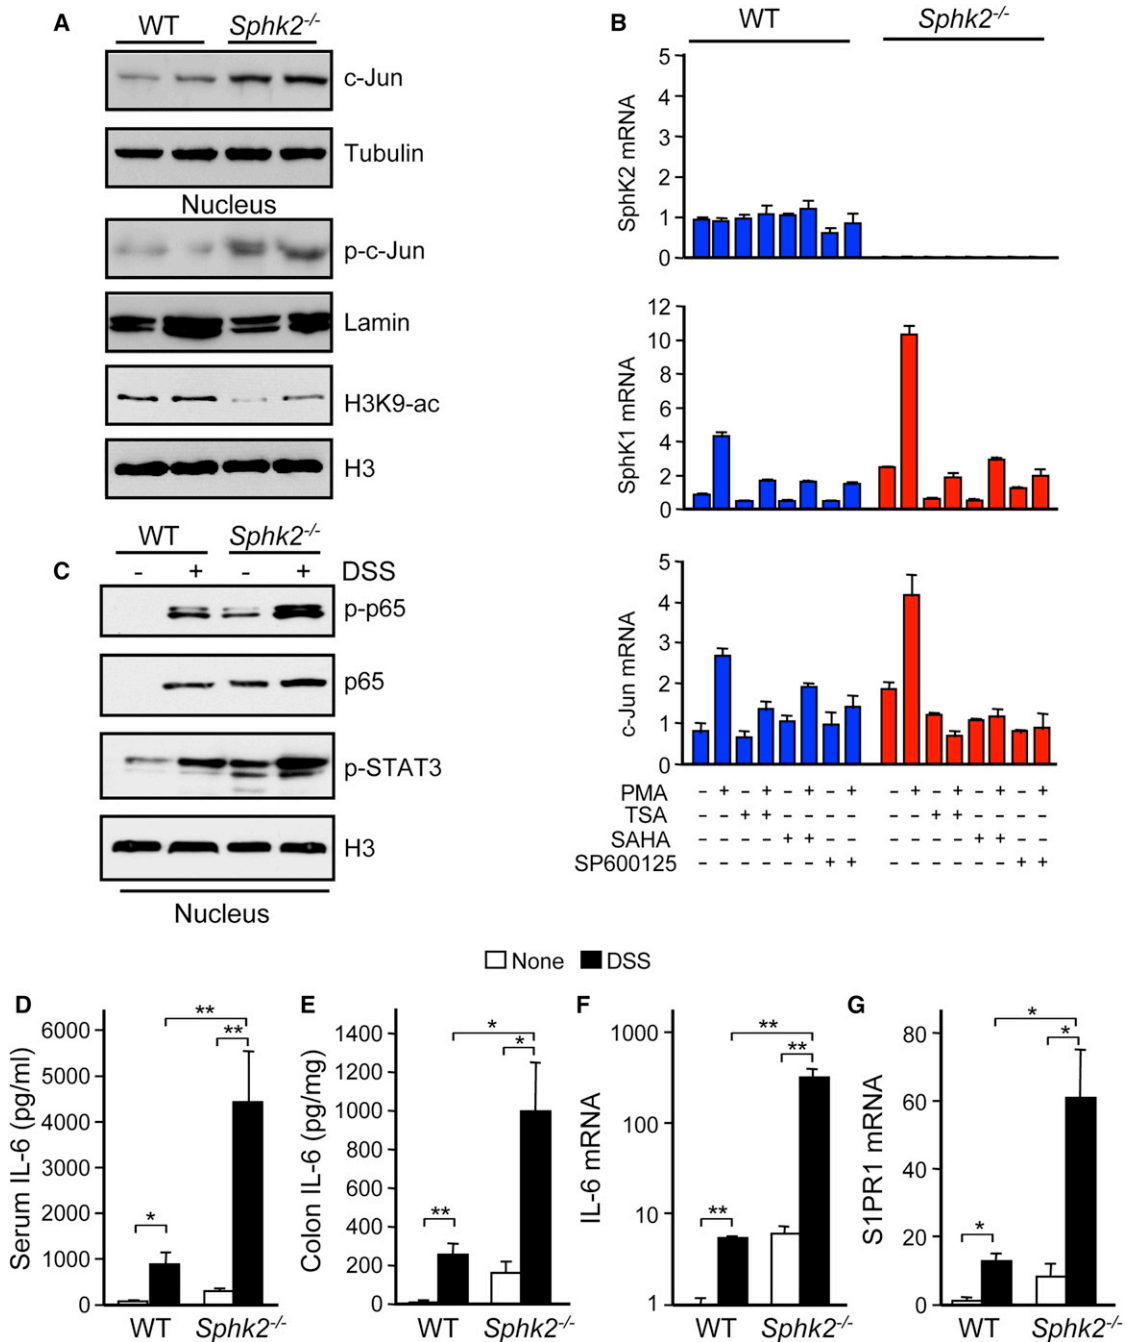 A
WT Sphk2-/-
c-Jun
Tubulin
Nucleus
p-c-Jun
Lamin
H3K9-ac
H3
B
WT Sphk2-/-
SphK2 mRNA
5
4
3
2
1
0
SphK1 mRNA
12
10
8
6
4
2
0
c-Jun mRNA
5
4
3
2
1
0
PMA - + - + - + - + - + - + - + - +
TSA - - + + - - - - - - + + - - - -
SAHA - - - - + + - - - - - - + + - -
SP600125 - - - - - - + + - - - - - - + +
C
WT Sphk2-/-
- + - + DSS
p-p65
p65
p-STAT3
H3
Nucleus
None DSS
D
Serum IL-6 (pg/ml)
6000
5000
4000
3000
2000
1000
0
**
**
*
WT Sphk2-/-
E
Colon IL-6 (pg/mg)
1400
1200
1000
800
600
400
200
0
*
*
**
WT Sphk2-/-
F
IL-6 mRNA
1000
100
10
1
**
**
**
WT Sphk2-/-
G
S1PR1 mRNA
80
60
40
20
0
*
*
*
WT Sphk2-/-